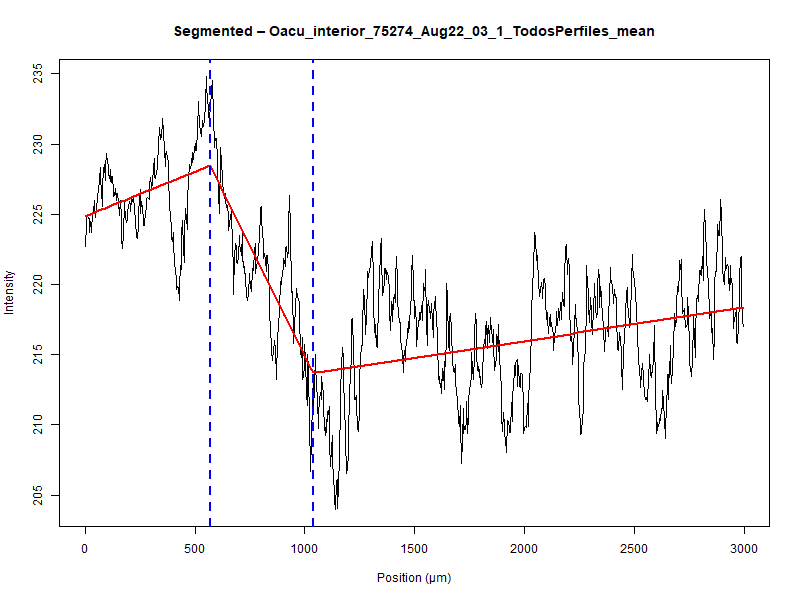 Segmented – Oacu_interior_75274_Aug22_03_1_TodosPerfiles_mean
235
230
225
220
215
210
205
Intensity
0 500 1000 1500 2000 2500 3000
Position (µm)